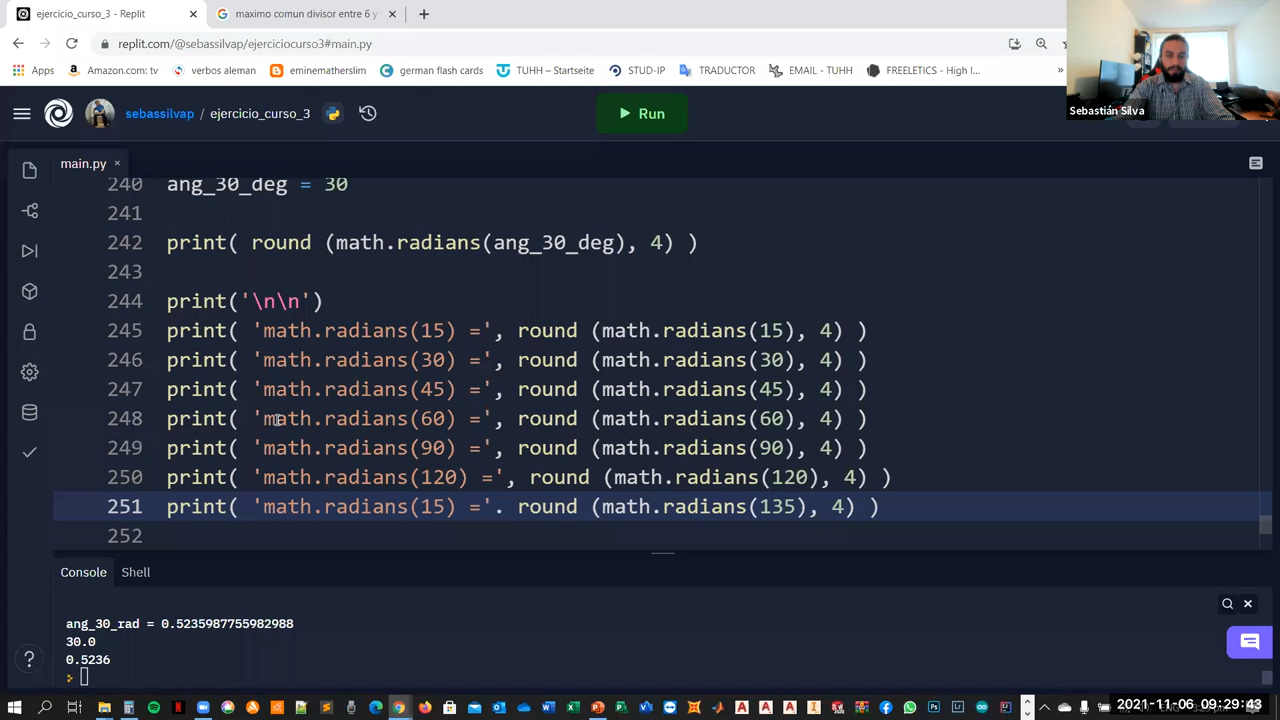 ejercicio_curso_3 - Replit
maximo comun divisor entre 6 y
replit.com/@sebassilvap/ejerciciocurso3#main.py
Apps Amazon.com: tv verbos aleman eminemathslim german flash cards TUHH – Startseite STUD-IP TRADUCTOR EMAIL - TUHH FREELETICS - High I... »
Sebastián Silva
sebassilvap / ejercicio_curso_3
Run
main.py
240 ang_30_deg = 30
241
242 print( round (math.radians(ang_30_deg), 4) )
243
244 print('\n\n')
245 print( 'math.radians(15) =', round (math.radians(15), 4) )
246 print( 'math.radians(30) =', round (math.radians(30), 4) )
247 print( 'math.radians(45) =', round (math.radians(45), 4) )
248 print( 'math.radians(60) =', round (math.radians(60), 4) )
249 print( 'math.radians(90) =', round (math.radians(90), 4) )
250 print( 'math.radians(120) =', round (math.radians(120), 4) )
251 print( 'math.radians(15) ='. round (math.radians(135), 4) )
252
Console Shell
ang_30_rad = 0.5235987755982988
30.0
0.5236
2021-11-06 09:29:43